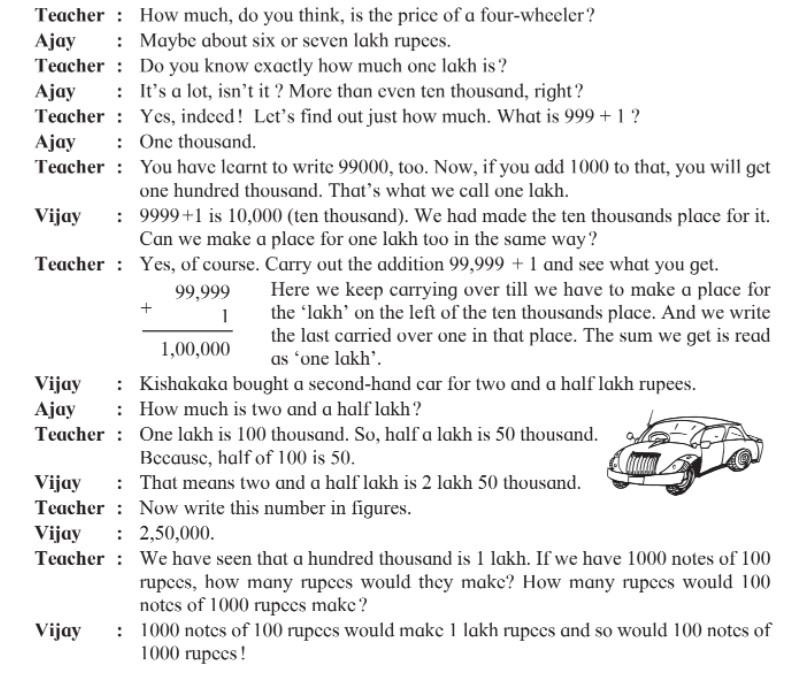 Teacher : How much, do you think, is the price of a four-wheeler?
Ajay : Maybe about six or seven lakh rupees.
Teacher : Do you know exactly how much one lakh is?
Ajay : It's a lot, isn't it ? More than even ten thousand, right?
Teacher : Yes, indeed! Let's find out just how much. What is 999 + 1 ?
Ajay : One thousand.
Teacher : You have learnt to write 99000, too. Now, if you add 1000 to that, you will get
one hundred thousand. That's what we call one lakh.
Vijay : 9999+1 is 10,000 (ten thousand). We had made the ten thousands place for it.
Can we make a place for one lakh too in the same way?
Teacher : Yes, of course. Carry out the addition 99,999 + 1 and see what you get.
99,999
+ 1
1,00,000
Here we keep carrying over till we have to make a place for
the 'lakh' on the left of the ten thousands place. And we write
the last carried over one in that place. The sum we get is read
as 'one lakh'.
Vijay : Kishakaka bought a second-hand car for two and a half lakh rupees.
Ajay : How much is two and a half lakh?
Teacher : One lakh is 100 thousand. So, half a lakh is 50 thousand.
Because, half of 100 is 50.
Vijay : That means two and a half lakh is 2 lakh 50 thousand.
Teacher : Now write this number in figures.
Vijay : 2,50,000.
Teacher : We have seen that a hundred thousand is 1 lakh. If we have 1000 notes of 100
rupees, how many rupees would they make? How many rupees would 100
notes of 1000 rupees make?
Vijay : 1000 notes of 100 rupees would make 1 lakh rupees and so would 100 notes of
1000 rupees!